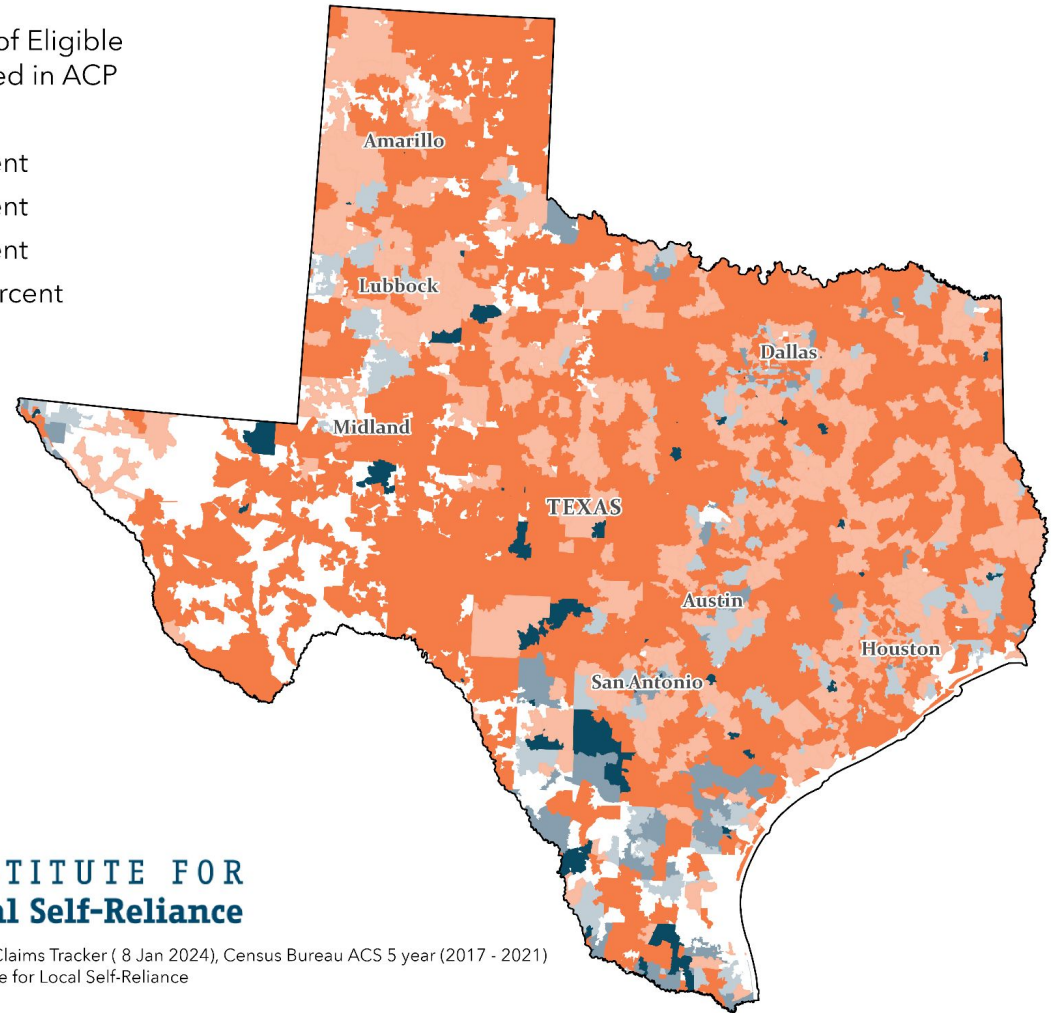 of Eligible
ed in ACP
ent
ent
ent
rcent
Amarillo
Lubbock
Dallas
Midland
TEXAS
Austin
Houston
San Antonio
TITUTE FOR
al Self-Reliance
Claims Tracker ( 8 Jan 2024), Census Bureau ACS 5 year (2017 - 2021)
e for Local Self-Reliance